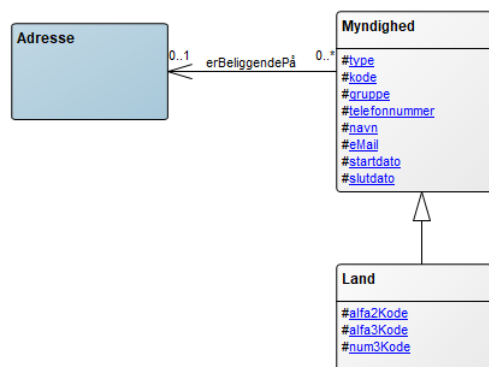 Adresse
0..1
erBeliggendePå
0..*
Myndighed
#type
#kode
#gruppe
#telefonnummer
#navn
#eMail
#startdato
#slutdato
Land
#alfa2Kode
#alfa3Kode
#num3Kode